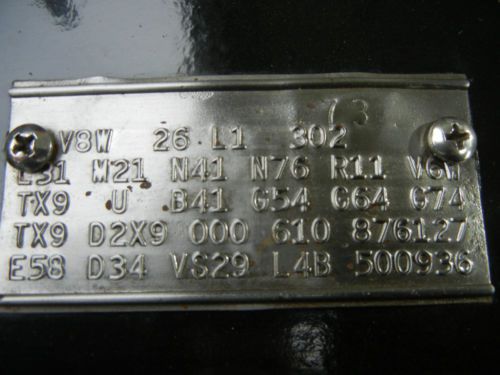 73
V8W 26 L1 302
L31 M21 N41 N76 R11 V6W
TX9 U B41 G54 G64 G74
TX9 D2X9 000 610 876127
E58 D34 VS29 L4B 500936